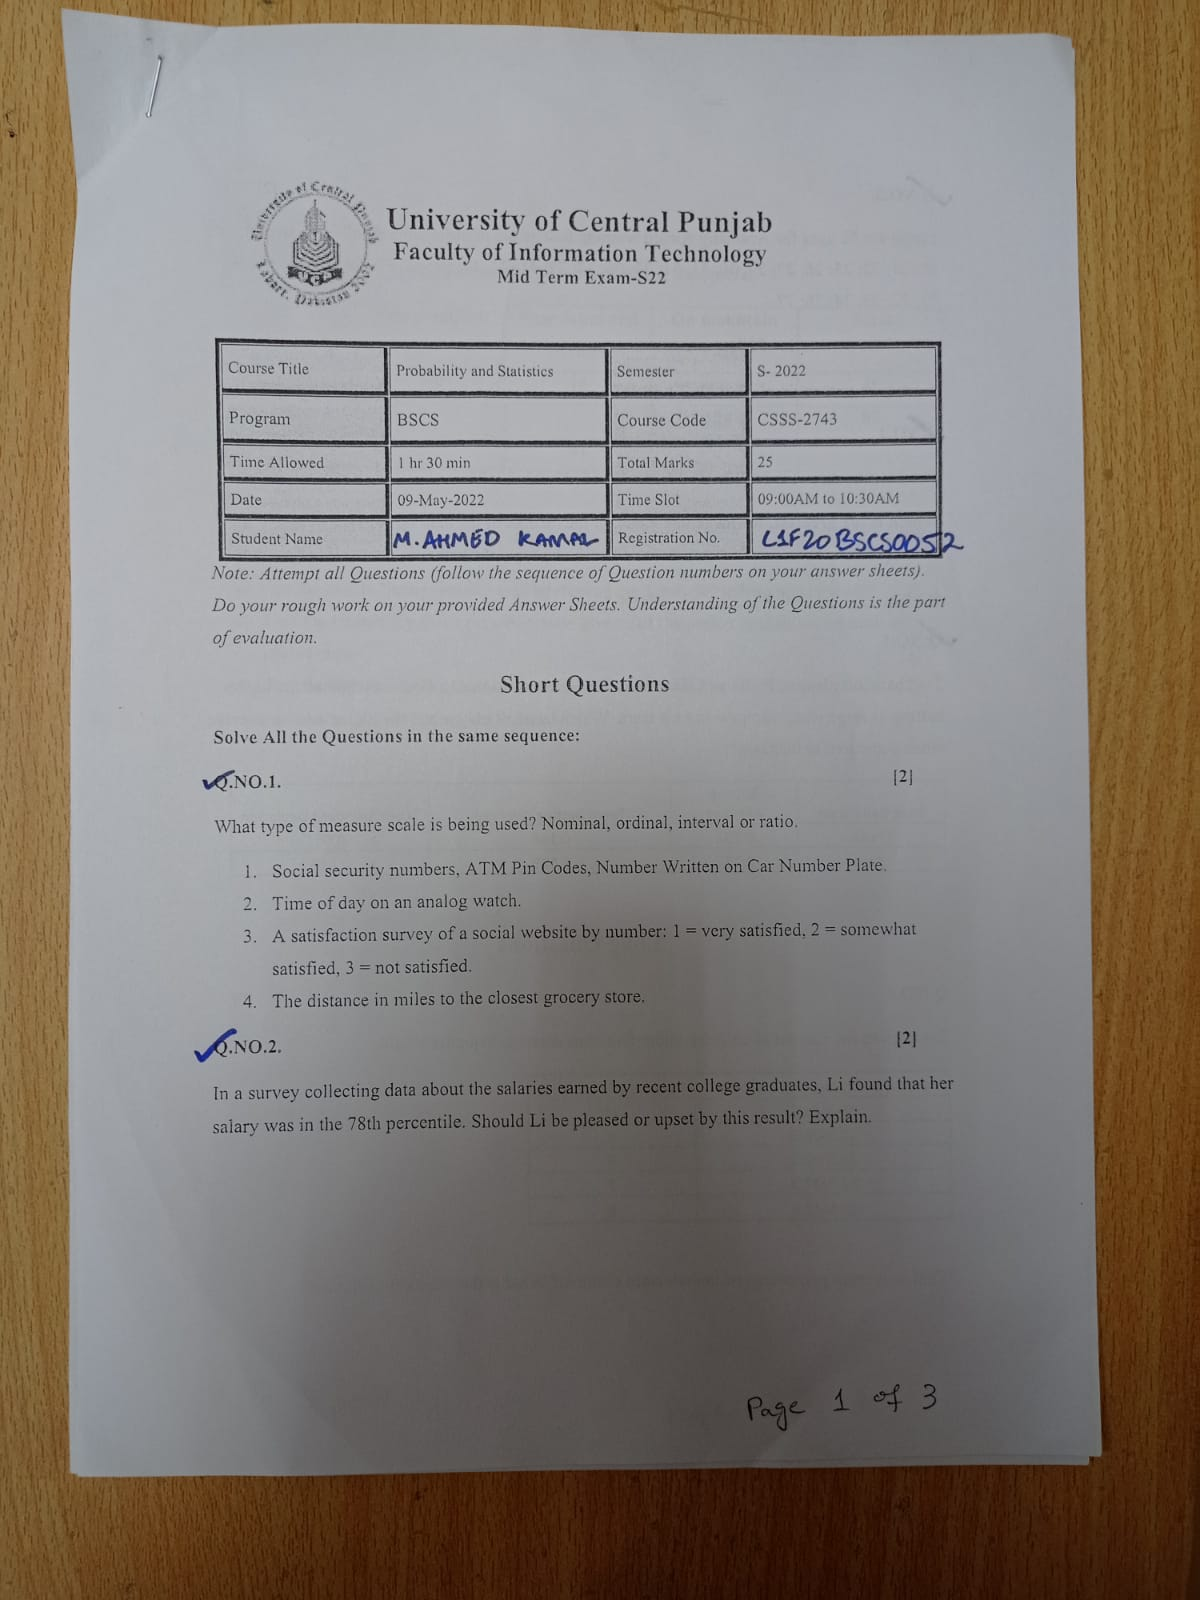 University of Central Punjab
Lahore, Pakistan 2002
UCP
University of Central Punjab
Faculty of Information Technology
Mid Term Exam-S22
Course Title Probability and Statistics Semester S- 2022
Program BSCS Course Code CSSS-2743
Time Allowed 1 hr 30 min Total Marks 25
Date 09-May-2022 Time Slot 09:00AM to 10:30AM
Student Name M. AHMED KAMAL Registration No. L1F20BSCS0052
Note: Attempt all Questions (follow the sequence of Question numbers on your answer sheets).
Do your rough work on your provided Answer Sheets. Understanding of the Questions is the part
of evaluation.
Short Questions
Solve All the Questions in the same sequence:
Q.NO.1. [2]
What type of measure scale is being used? Nominal, ordinal, interval or ratio.
1. Social security numbers, ATM Pin Codes, Number Written on Car Number Plate.
2. Time of day on an analog watch.
3. A satisfaction survey of a social website by number: 1 = very satisfied, 2 = somewhat
satisfied, 3 = not satisfied.
4. The distance in miles to the closest grocery store.
Q.NO.2. [2]
In a survey collecting data about the salaries earned by recent college graduates, Li found that her
salary was in the 78th percentile. Should Li be pleased or upset by this result? Explain.
Page 1 of 3